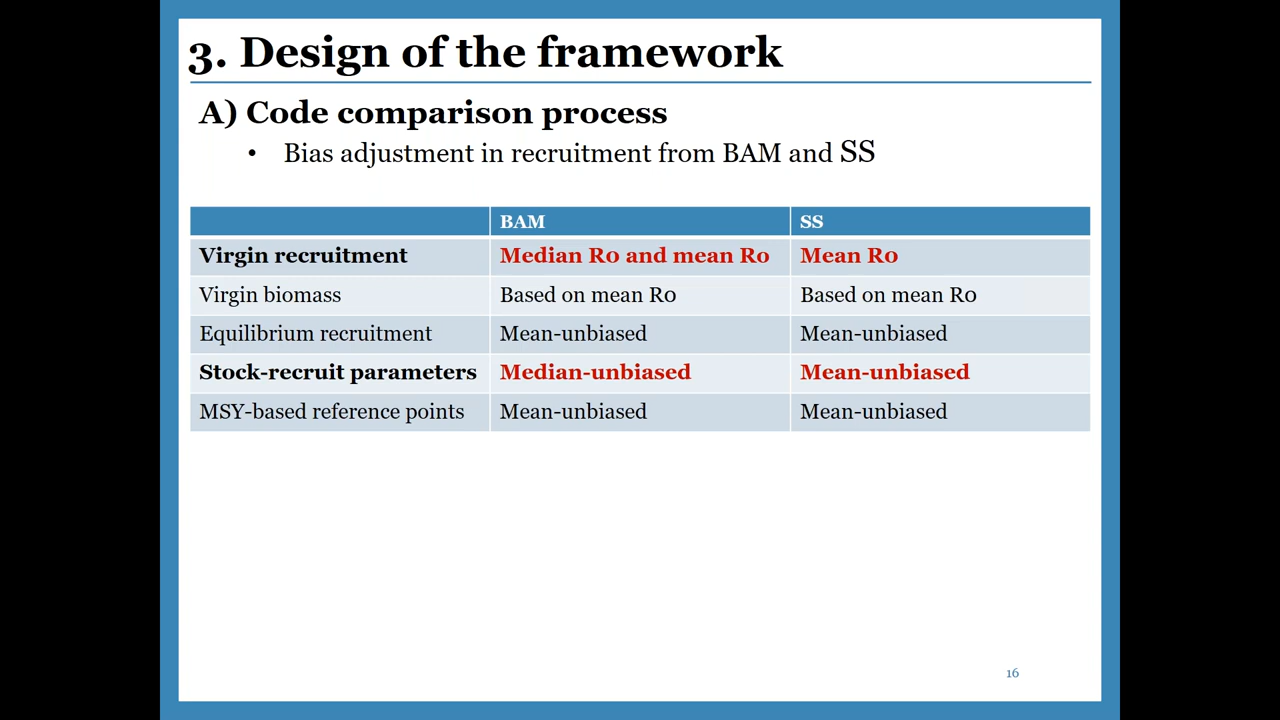 3. Design of the framework
A) Code comparison process
• Bias adjustment in recruitment from BAM and SS
BAM SS
Virgin recruitment Median R0 and mean R0 Mean R0
Virgin biomass Based on mean R0 Based on mean R0
Equilibrium recruitment Mean-unbiased Mean-unbiased
Stock-recruit parameters Median-unbiased Mean-unbiased
MSY-based reference points Mean-unbiased Mean-unbiased
16